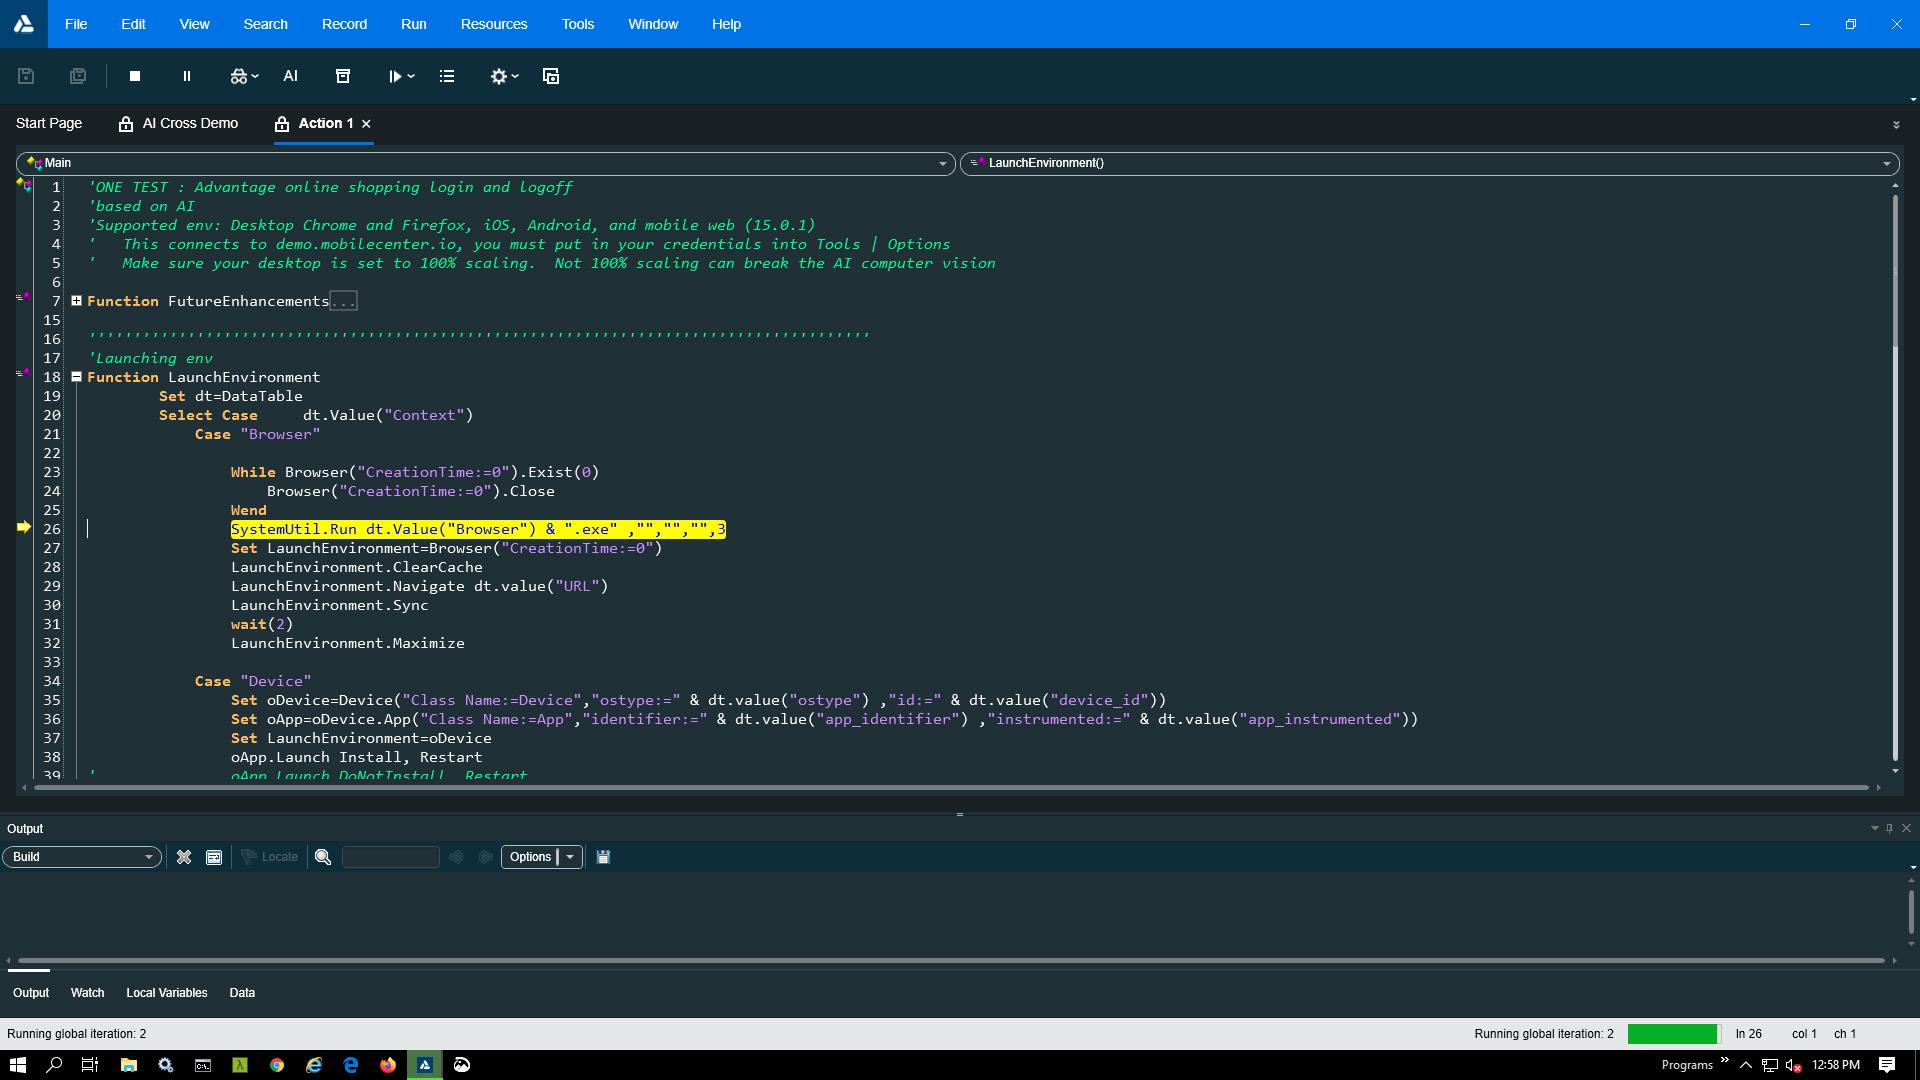 File Edit View Search Record Run Resources Tools Window Help
AI
Start Page AI Cross Demo Action 1
Main LaunchEnvironment()
1 'ONE TEST : Advantage online shopping login and logoff
2 'based on AI
3 'Supported env: Desktop Chrome and Firefox, iOS, Android, and mobile web (15.0.1)
4 '   This connects to demo.mobilecenter.io, you must put in your credentials into Tools | Options
5 '   Make sure your desktop is set to 100% scaling.  Not 100% scaling can break the AI computer vision
6
7 Function FutureEnhancements...
15
16 '''''''''''''''''''''''''''''''''''''''''''''''''''''''''''''''''''''''''''''''''''''''
17 'Launching env
18 Function LaunchEnvironment
19 Set dt=DataTable
20 Select Case     dt.Value("Context")
21 Case "Browser"
22
23 While Browser("CreationTime:=0").Exist(0)
24 Browser("CreationTime:=0").Close
25 Wend
26 SystemUtil.Run dt.Value("Browser") & ".exe" ,"","","",3
27 Set LaunchEnvironment=Browser("CreationTime:=0")
28 LaunchEnvironment.ClearCache
29 LaunchEnvironment.Navigate dt.value("URL")
30 LaunchEnvironment.Sync
31 wait(2)
32 LaunchEnvironment.Maximize
33
34 Case "Device"
35 Set oDevice=Device("Class Name:=Device","ostype:=" & dt.value("ostype") ,"id:=" & dt.value("device_id"))
36 Set oApp=oDevice.App("Class Name:=App","identifier:=" & dt.value("app_identifier") ,"instrumented:=" & dt.value("app_instrumented"))
37 Set LaunchEnvironment=oDevice
38 oApp.Launch Install, Restart
39 ' oApp.Launch DoNotInstall, Restart
Output
Build Locate Options
Output Watch Local Variables Data
Running global iteration: 2 Running global iteration: 2 ln 26 col 1 ch 1
Programs 12:58 PM